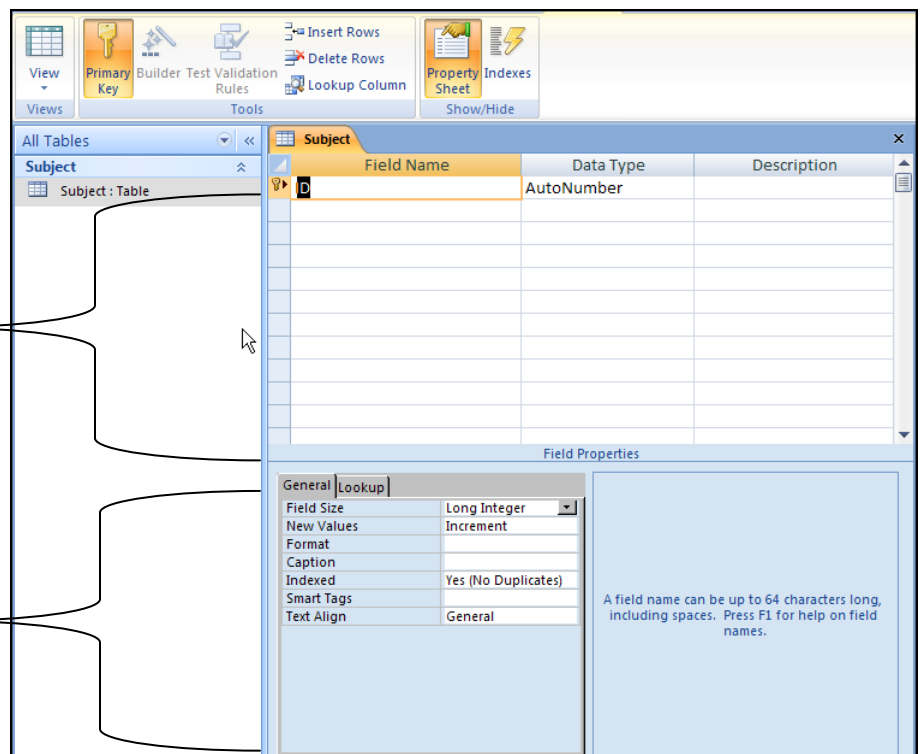 Insert Rows
Delete Rows
Lookup Column
View
Primary Key
Builder
Test Validation Rules
Property Sheet
Indexes
Views
Tools
Show/Hide
All Tables
Subject
Subject : Table
Subject
Field Name Data Type Description
ID AutoNumber
Field Properties
General Lookup
Field Size Long Integer
New Values Increment
Format
Caption
Indexed Yes (No Duplicates)
Smart Tags
Text Align General
A field name can be up to 64 characters long,
including spaces. Press F1 for help on field
names.